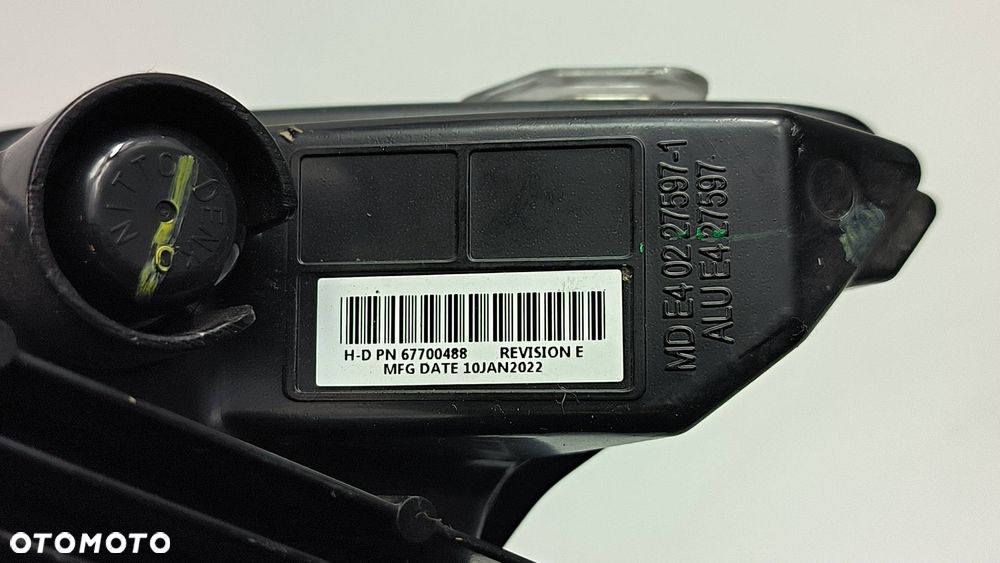 NITTO DENKO
H-D PN 67700488 REVISION E
MFG DATE 10JAN2022
MD E4 02 27597-1
ALU E4 27597
OTOMOTO